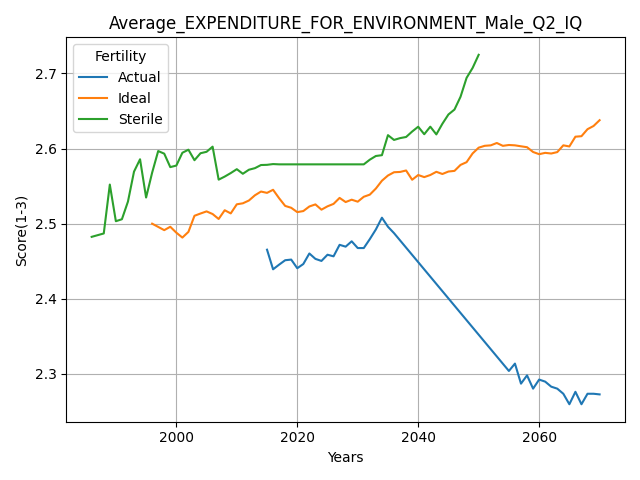 Average_EXPENDITURE_FOR_ENVIRONMENT_Male_Q2_IQ
Fertility
Actual
Ideal
Sterile
Score(1-3)
2.7
2.6
2.5
2.4
2.3
2000 2020 2040 2060
Years